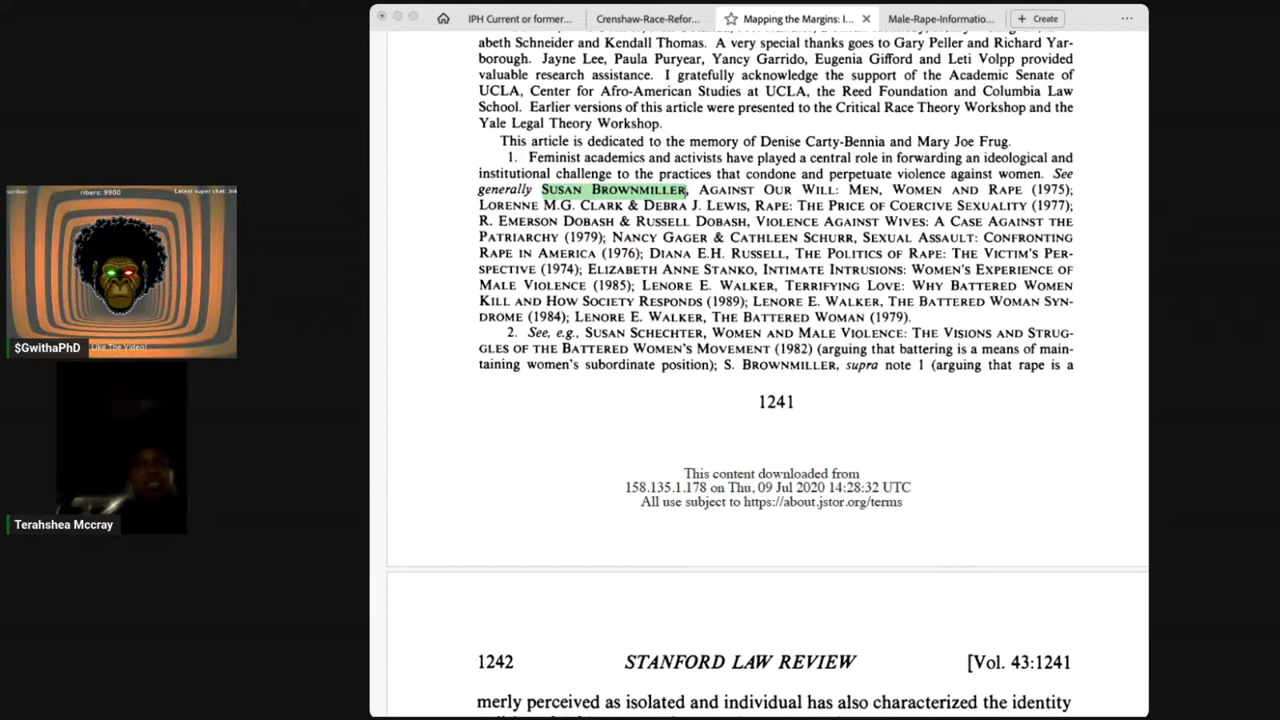 IPH Current or former...
Crenshaw-Race-Refor...
Mapping the Margins: I...
Male-Rape-Informatio...
+ Create
abeth Schneider and Kendall Thomas. A very special thanks goes to Gary Peller and Richard Yar-
borough. Jayne Lee, Paula Puryear, Yancy Garrido, Eugenia Gifford and Leti Volpp provided
valuable research assistance. I gratefully acknowledge the support of the Academic Senate of
UCLA, Center for Afro-American Studies at UCLA, the Reed Foundation and Columbia Law
School. Earlier versions of this article were presented to the Critical Race Theory Workshop and the
Yale Legal Theory Workshop.
This article is dedicated to the memory of Denise Carty-Bennia and Mary Joe Frug.
1. Feminist academics and activists have played a central role in forwarding an ideological and
institutional challenge to the practices that condone and perpetuate violence against women. See
generally SUSAN BROWNMILLER, AGAINST OUR WILL: MEN, WOMEN AND RAPE (1975);
LORENNE M.G. CLARK & DEBRA J. LEWIS, RAPE: THE PRICE OF COERCIVE SEXUALITY (1977);
R. EMERSON DOBASH & RUSSELL DOBASH, VIOLENCE AGAINST WIVES: A CASE AGAINST THE
PATRIARCHY (1979); NANCY GAGER & CATHLEEN SCHURR, SEXUAL ASSAULT: CONFRONTING
RAPE IN AMERICA (1976); DIANA E.H. RUSSELL, THE POLITICS OF RAPE: THE VICTIM'S PER-
SPECTIVE (1974); ELIZABETH ANNE STANKO, INTIMATE INTRUSIONS: WOMEN'S EXPERIENCE OF
MALE VIOLENCE (1985); LENORE E. WALKER, TERRIFYING LOVE: WHY BATTERED WOMEN
KILL AND HOW SOCIETY RESPONDS (1989); LENORE E. WALKER, THE BATTERED WOMAN SYN-
DROME (1984); LENORE E. WALKER, THE BATTERED WOMAN (1979).
2. See, e.g., SUSAN SCHECHTER, WOMEN AND MALE VIOLENCE: THE VISIONS AND STRUG-
GLES OF THE BATTERED WOMEN'S MOVEMENT (1982) (arguing that battering is a means of main-
taining women's subordinate position); S. BROWNMILLER, supra note 1 (arguing that rape is a
1241
This content downloaded from
158.135.1.178 on Thu, 09 Jul 2020 14:28:32 UTC
All use subject to https://about.jstor.org/terms
1242 STANFORD LAW REVIEW [Vol. 43:1241
merly perceived as isolated and individual has also characterized the identity
scriber.
ribers: 9900
Latest super chat:
$GwithaPhD
Like The Video!
Terahshea Mccray